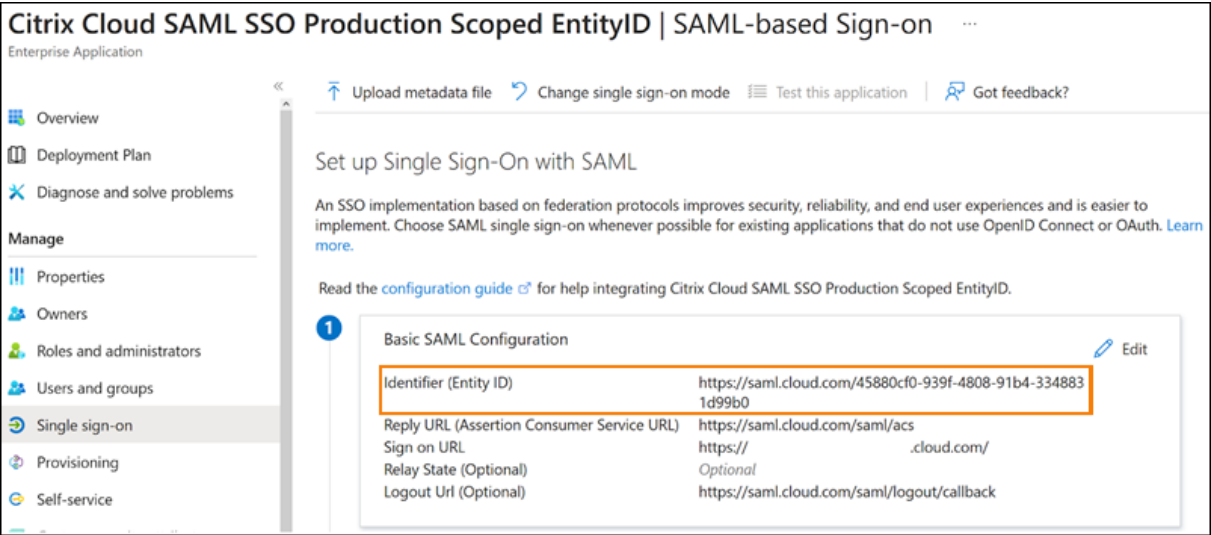 Citrix Cloud SAML SSO Production Scoped EntityID | SAML-based Sign-on ...
Enterprise Application
«
Upload metadata file Change single sign-on mode Test this application | Got feedback?
Overview
Deployment Plan
Diagnose and solve problems
Manage
Properties
Owners
Roles and administrators
Users and groups
Single sign-on
Provisioning
Self-service
Set up Single Sign-On with SAML
An SSO implementation based on federation protocols improves security, reliability, and end user experiences and is easier to
implement. Choose SAML single sign-on whenever possible for existing applications that do not use OpenID Connect or OAuth. Learn
more.
Read the configuration guide for help integrating Citrix Cloud SAML SSO Production Scoped EntityID.
1
Basic SAML Configuration
Edit
Identifier (Entity ID) https://saml.cloud.com/45880cf0-939f-4808-91b4-334883
1d99b0
Reply URL (Assertion Consumer Service URL) https://saml.cloud.com/saml/acs
Sign on URL https:// .cloud.com/
Relay State (Optional) Optional
Logout Url (Optional) https://saml.cloud.com/saml/logout/callback